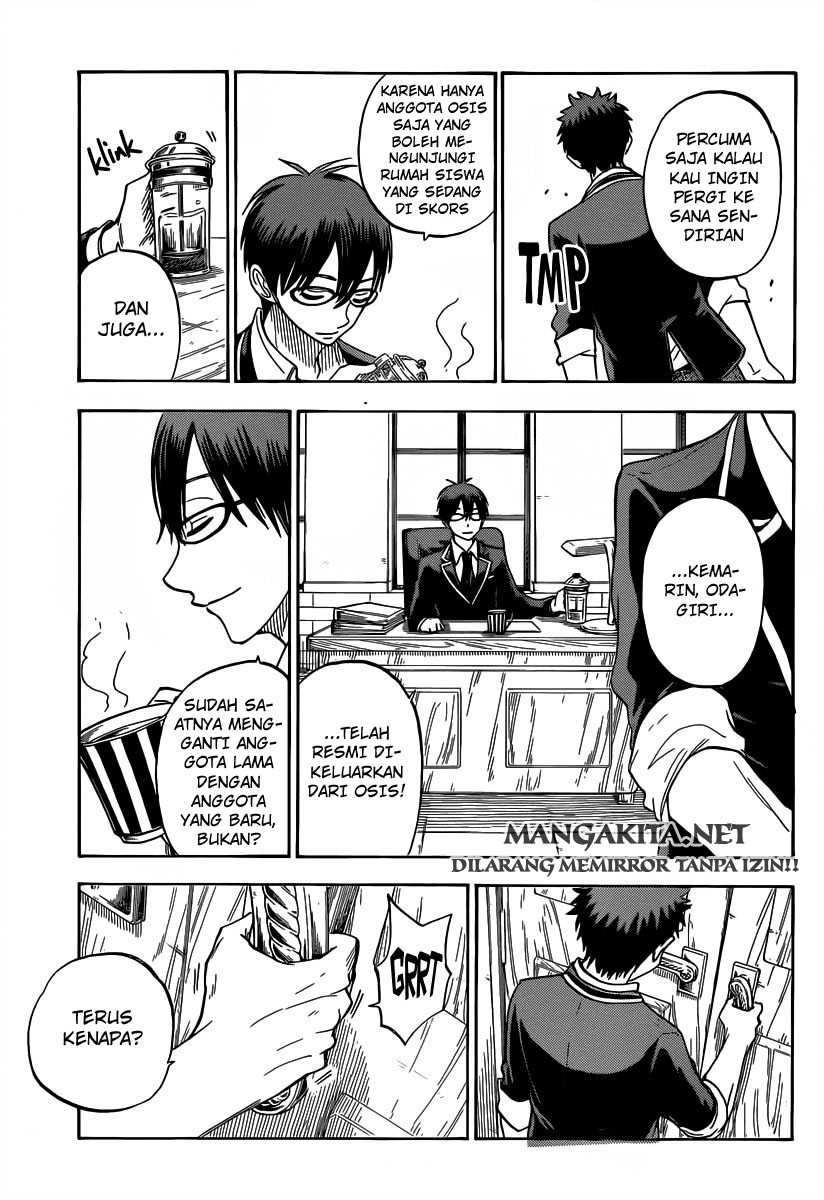 PERCUMA
SAJA KALAU
KAU INGIN
PERGI KE
SANA SEN-
DIRIAN
TMP
KARENA HANYA
ANGGOTA OSIS
SAJA YANG
BOLEH ME-
NGUNJUNGI
RUMAH SISWA
YANG SEDANG
DI SKORS
klink
DAN
JUGA...
...KEMA-
RIN, ODA-
GIRI...
...TELAH
RESMI DI-
KELUARKAN
DARI OSIS!
SUDAH SA-
ATNYA MENG-
GANTI ANG-
GOTA LAMA
DENGAN
ANGGOTA
YANG BARU,
BUKAN?
MANGAKITA.NET
DILARANG MEMIRROR TANPA IZIN!!
GRRT
TERUS
KENAPA?